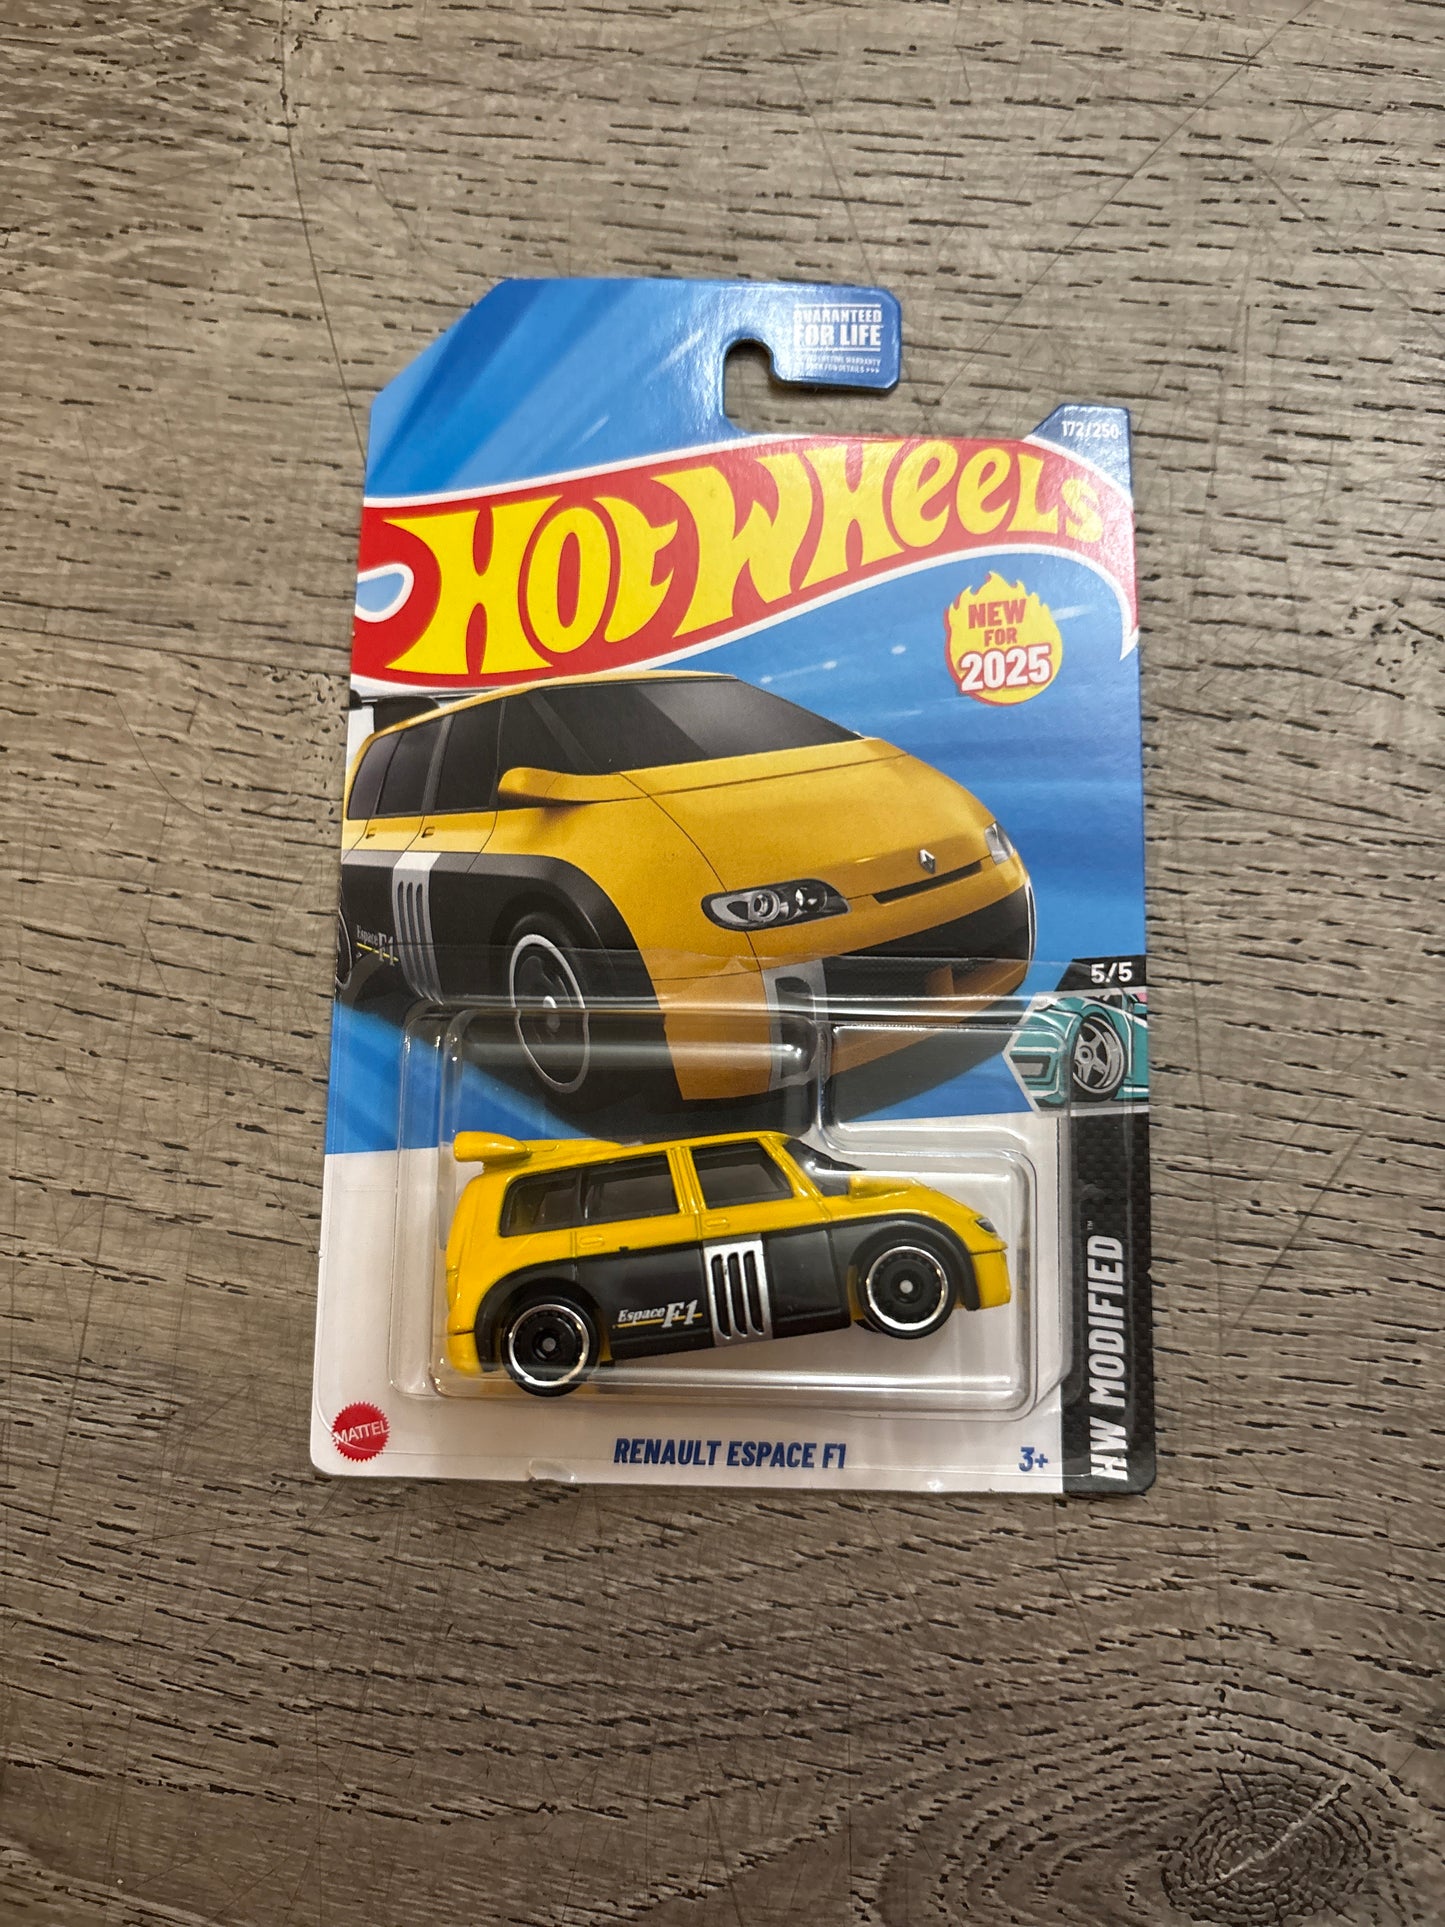 GUARANTEED
FOR LIFE
172/250
HOT WHEELS
NEW
FOR
2025
Espace F1
5/5
Espace F1
HW MODIFIED™
MATTEL
RENAULT ESPACE F1
3+